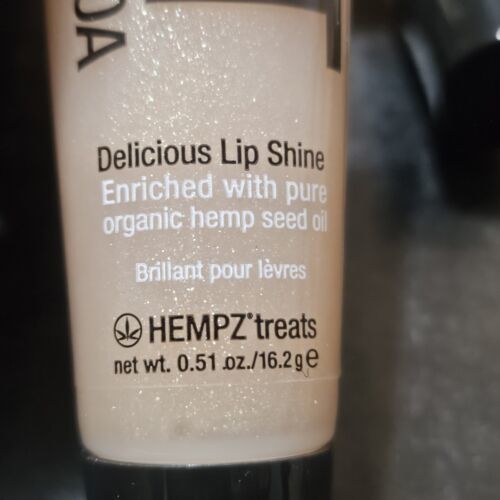 Delicious Lip Shine
Enriched with pure
organic hemp seed oil
Brillant pour lèvres
HEMPZ® treats
net wt. 0.51 oz./16.2 g e